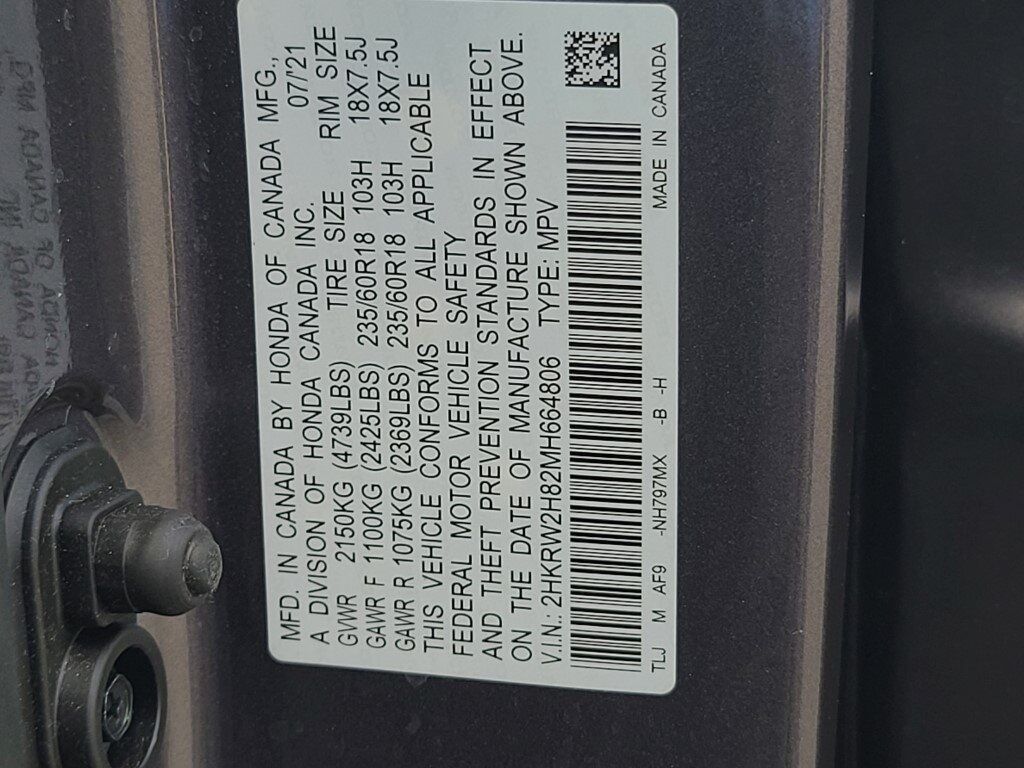 MFD. IN CANADA BY HONDA OF CANADA MFG.,
A DIVISION OF HONDA CANADA INC. 07/'21
GVWR 2150KG (4739LBS) TIRE SIZE RIM SIZE
GAWR F 1100KG (2425LBS) 235/60R18 103H 18X7.5J
GAWR R 1075KG (2369LBS) 235/60R18 103H 18X7.5J
THIS VEHICLE CONFORMS TO ALL APPLICABLE
FEDERAL MOTOR VEHICLE SAFETY
AND THEFT PREVENTION STANDARDS IN EFFECT
ON THE DATE OF MANUFACTURE SHOWN ABOVE.
V.I.N.: 2HKRW2H82MH664806 TYPE: MPV
TLJ M AF9 -NH797MX -B -H MADE IN CANADA